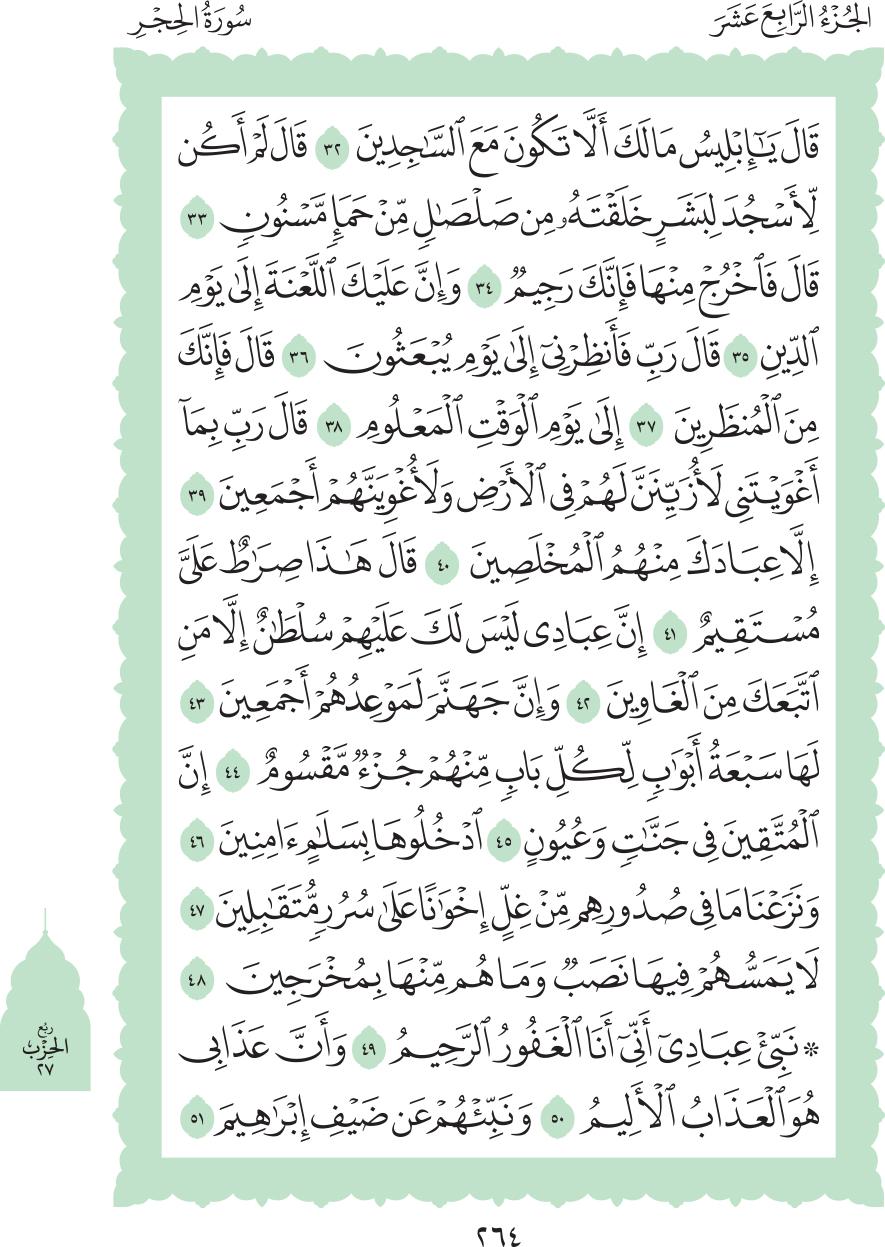 الجُزْءُ الرَّابِعَ عَشَرَ
سُورَةُ الحِجْرِ
قَالَ يَٰٓإِبۡلِيسُ مَا لَكَ أَلَّا تَكُونَ مَعَ ٱلسَّٰجِدِينَ ٣٢ قَالَ لَمۡ أَكُن
لِّأَسۡجُدَ لِبَشَرٍ خَلَقۡتَهُۥ مِن صَلۡصَٰلٖ مِّنۡ حَمَإٖ مَّسۡنُونٖ ٣٣
قَالَ فَٱخۡرُجۡ مِنۡهَا فَإِنَّكَ رَجِيمٞ ٣٤ وَإِنَّ عَلَيۡكَ ٱللَّعۡنَةَ إِلَىٰ يَوۡمِ
ٱلدِّينِ ٣٥ قَالَ رَبِّ فَأَنظِرۡنِيٓ إِلَىٰ يَوۡمِ يُبۡعَثُونَ ٣٦ قَالَ فَإِنَّكَ
مِنَ ٱلۡمُنظَرِينَ ٣٧ إِلَىٰ يَوۡمِ ٱلۡوَقۡتِ ٱلۡمَعۡلُومِ ٣٨ قَالَ رَبِّ بِمَآ
أَغۡوَيۡتَنِي لَأُزَيِّنَنَّ لَهُمۡ فِي ٱلۡأَرۡضِ وَلَأُغۡوِيَنَّهُمۡ أَجۡمَعِينَ ٣٩
إِلَّا عِبَادَكَ مِنۡهُمُ ٱلۡمُخۡلَصِينَ ٤٠ قَالَ هَٰذَا صِرَٰطٌ عَلَيَّ
مُسۡتَقِيمٌ ٤١ إِنَّ عِبَادِي لَيۡسَ لَكَ عَلَيۡهِمۡ سُلۡطَٰنٌ إِلَّا مَنِ
ٱتَّبَعَكَ مِنَ ٱلۡغَاوِينَ ٤٢ وَإِنَّ جَهَنَّمَ لَمَوۡعِدُهُمۡ أَجۡمَعِينَ ٤٣
لَهَا سَبۡعَةُ أَبۡوَٰبٖ لِّكُلِّ بَابٖ مِّنۡهُمۡ جُزۡءٞ مَّقۡسُومٌ ٤٤ إِنَّ
ٱلۡمُتَّقِينَ فِي جَنَّٰتٖ وَعُيُونٍ ٤٥ ٱدۡخُلُوهَا بِسَلَٰمٍ ءَامِنِينَ ٤٦
وَنَزَعۡنَا مَا فِي صُدُورِهِم مِّنۡ غِلٍّ إِخۡوَٰنًا عَلَىٰ سُرُرٖ مُّتَقَٰبِلِينَ ٤٧
لَا يَمَسُّهُمۡ فِيهَا نَصَبٞ وَمَا هُم مِّنۡهَا بِمُخۡرَجِينَ ٤٨
۞ نَبِّئۡ عِبَادِيٓ أَنِّيٓ أَنَا ٱلۡغَفُورُ ٱلرَّحِيمُ ٤٩ وَأَنَّ عَذَابِي
هُوَ ٱلۡعَذَابُ ٱلۡأَلِيمُ ٥٠ وَنَبِّئۡهُمۡ عَن ضَيۡفِ إِبۡرَٰهِيمَ ٥١
رُبع
الحِزْب
٢٧
٢٦٤